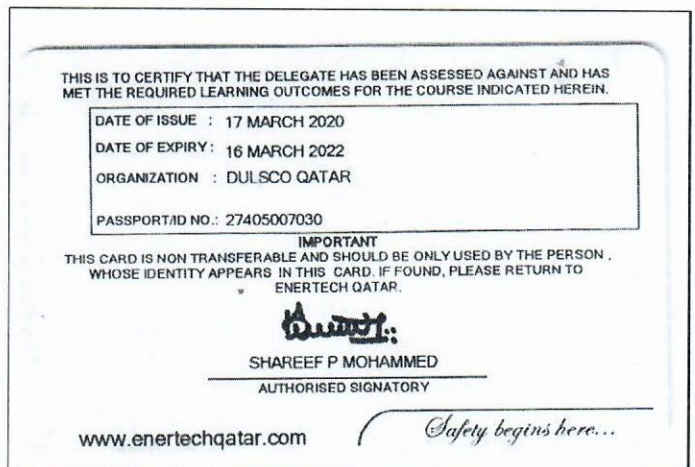 THIS IS TO CERTIFY THAT THE DELEGATE HAS BEEN ASSESSED AGAINST AND HAS
MET THE REQUIRED LEARNING OUTCOMES FOR THE COURSE INDICATED HEREIN.
DATE OF ISSUE : 17 MARCH 2020
DATE OF EXPIRY : 16 MARCH 2022
ORGANIZATION : DULSCO QATAR
PASSPORT/ID NO.: 27405007030
IMPORTANT
THIS CARD IS NON TRANSFERABLE AND SHOULD BE ONLY USED BY THE PERSON ,
WHOSE IDENTITY APPEARS IN THIS CARD. IF FOUND, PLEASE RETURN TO
ENERTECH QATAR.
SHAREEF P MOHAMMED
AUTHORISED SIGNATORY
www.enertechqatar.com
Safety begins here...